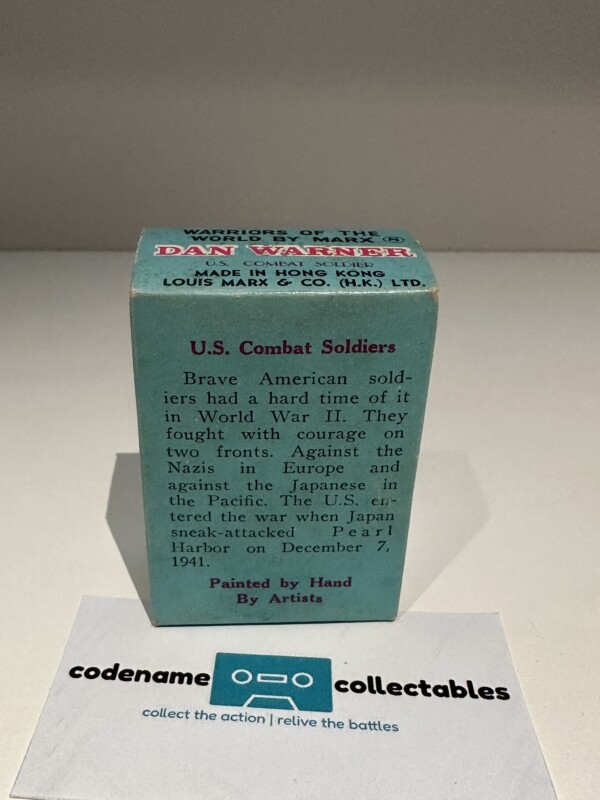 WARRIORS OF THE
WORLD BY MARX ®
DAN WARNER
U.S. COMBAT SOLDIER
MADE IN HONG KONG
LOUIS MARX & CO. (H.K.) LTD.
U.S. Combat Soldiers
Brave American sold-
iers had a hard time of it
in World War II. They
fought with courage on
two fronts. Against the
Nazis in Europe and
against the Japanese in
the Pacific. The U.S. en-
tered the war when Japan
sneak-attacked Pearl
Harbor on December 7,
1941.
Painted by Hand
By Artists
codename collectables
collect the action | relive the battles